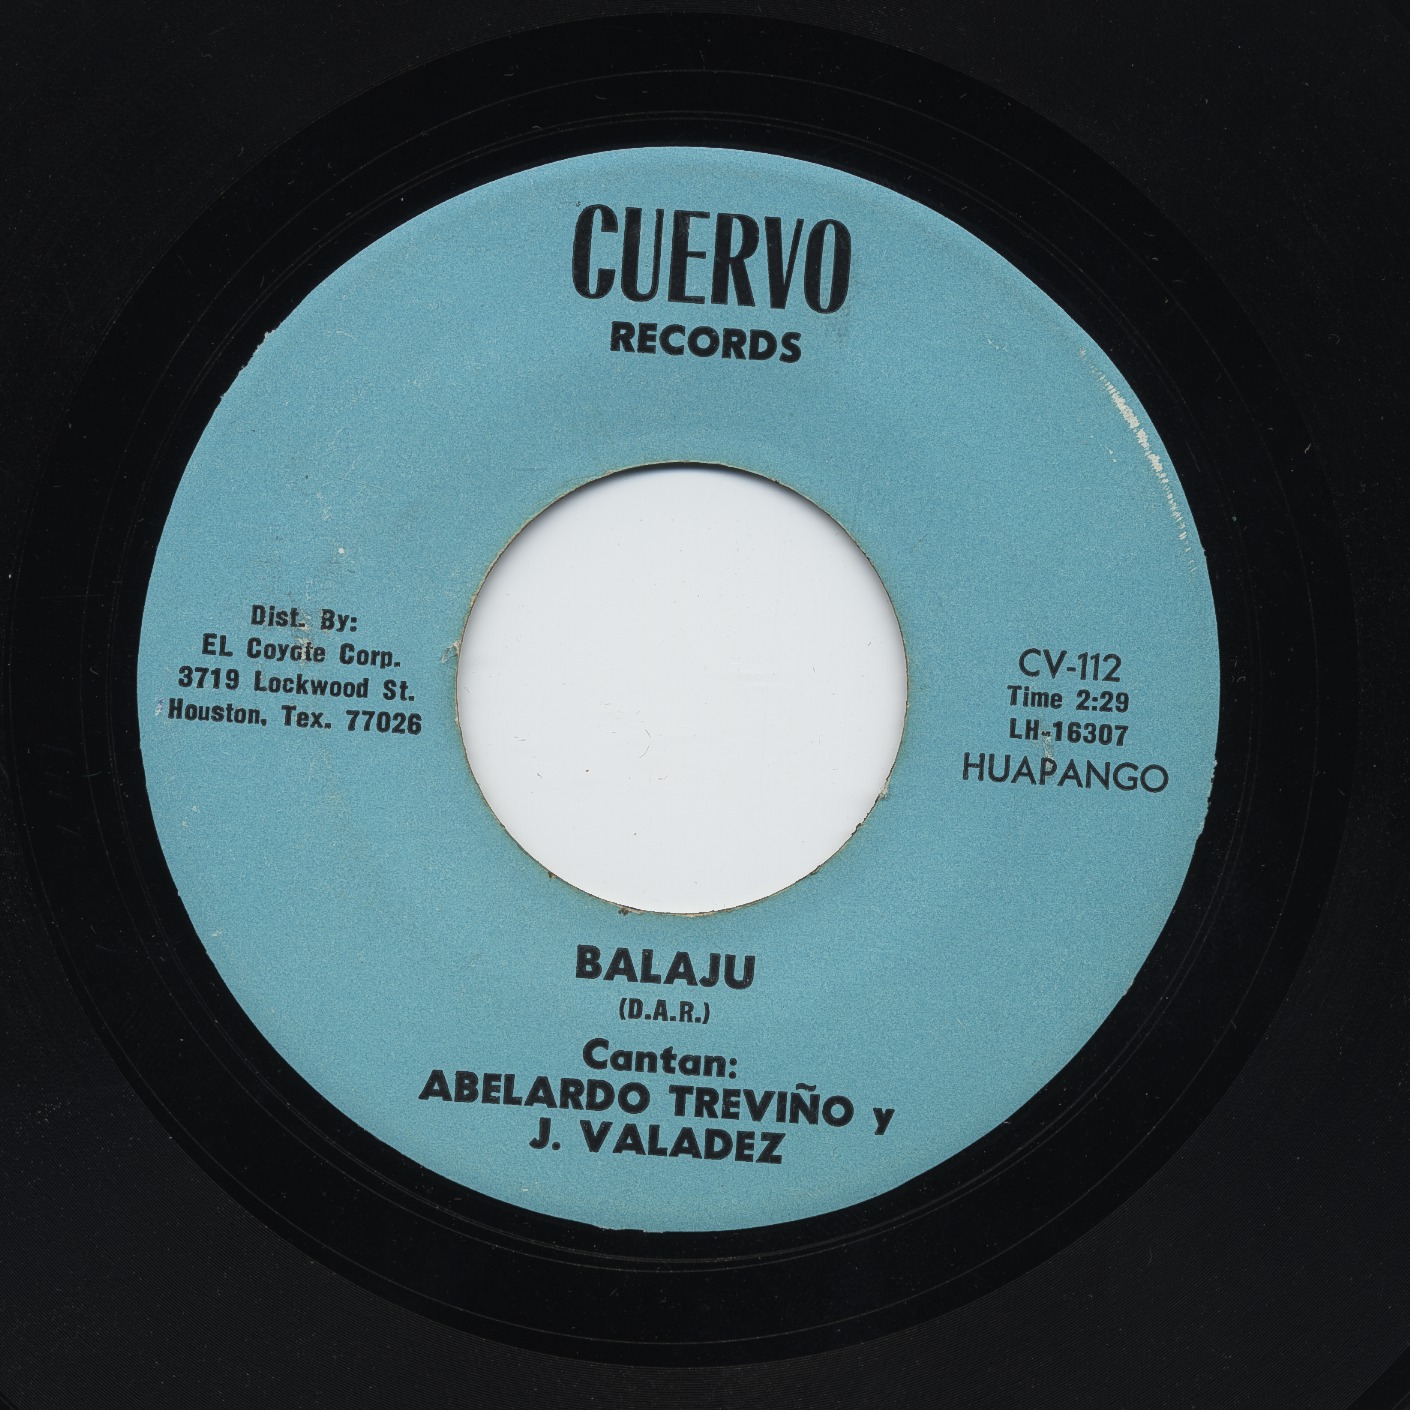 CUERVO
RECORDS
Dist. By:
EL Coyote Corp.
3719 Lockwood St.
Houston, Tex. 77026
CV-112
Time 2:29
LH-16307
HUAPANGO
BALAJU
(D.A.R.)
Cantan:
ABELARDO TREVIÑO y
J. VALADEZ